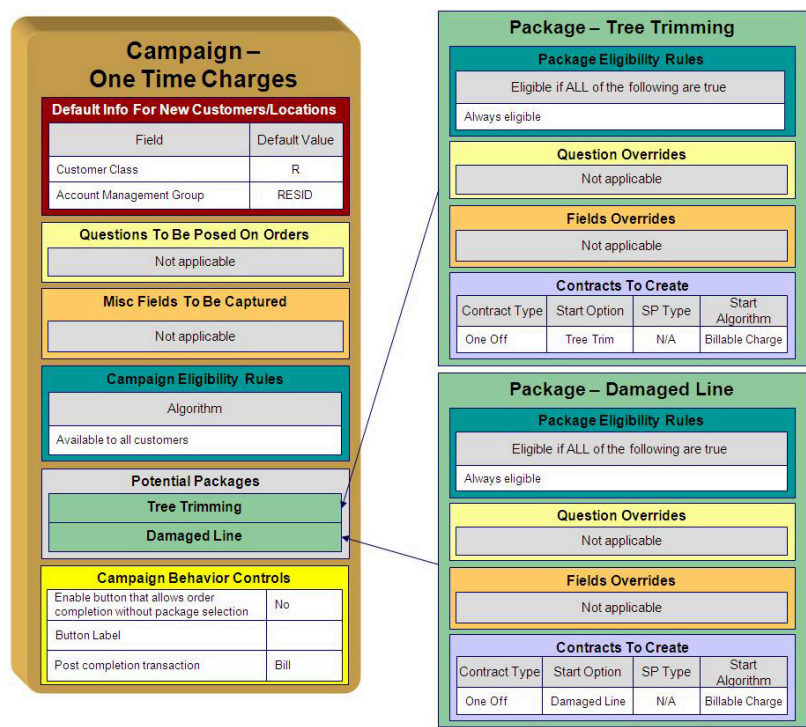 Campaign –
One Time Charges
Default Info For New Customers/Locations
Field Default Value
Customer Class R
Account Management Group RESID
Questions To Be Posed On Orders
Not applicable
Misc Fields To Be Captured
Not applicable
Campaign Eligibility Rules
Algorithm
Available to all customers
Potential Packages
Tree Trimming
Damaged Line
Campaign Behavior Controls
Enable button that allows order
completion without package selection No
Button Label
Post completion transaction Bill
Package – Tree Trimming
Package Eligibility Rules
Eligible if ALL of the following are true
Always eligible
Question Overrides
Not applicable
Fields Overrides
Not applicable
Contracts To Create
Contract Type Start Option SP Type Start
Algorithm
One Off Tree Trim N/A Billable Charge
Package – Damaged Line
Package Eligibility Rules
Eligible if ALL of the following are true
Always eligible
Question Overrides
Not applicable
Fields Overrides
Not applicable
Contracts To Create
Contract Type Start Option SP Type Start
Algorithm
One Off Damaged Line N/A Billable Charge